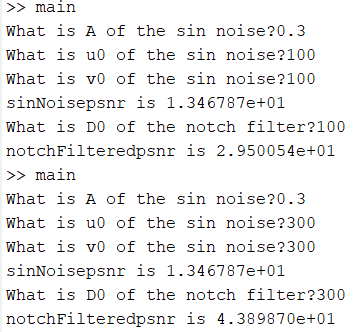 >> main
What is A of the sin noise?0.3
What is u0 of the sin noise?100
What is v0 of the sin noise?100
sinNoisepsnr is 1.346787e+01
What is D0 of the notch filter?100
notchFilteredpsnr is 2.950054e+01
>> main
What is A of the sin noise?0.3
What is u0 of the sin noise?300
What is v0 of the sin noise?300
sinNoisepsnr is 1.346787e+01
What is D0 of the notch filter?300
notchFilteredpsnr is 4.389870e+01